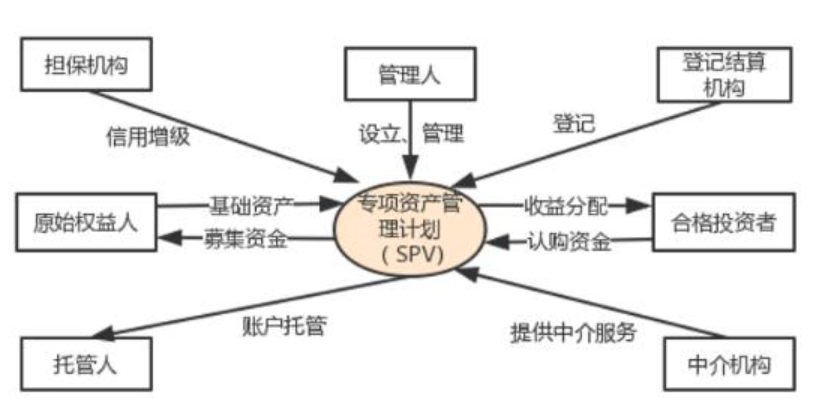 担保机构
管理人
登记结算
机构
信用增级
设立、管理
登记
原始权益人
基础资产
募集资金
专项资产管
理计划
（ SPV)
收益分配
认购资金
合格投资者
账户托管
提供中介服务
托管人
中介机构